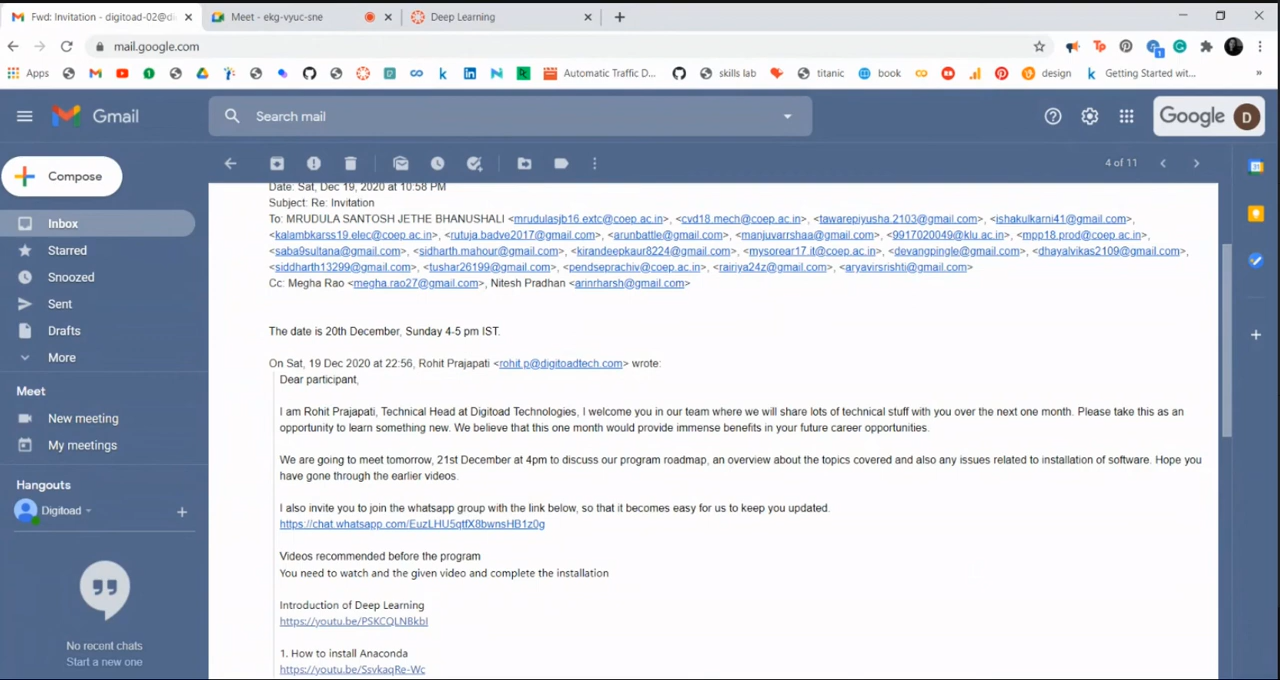 Fwd: Invitation - digitoad-02@di
Meet - ekg-vyuc-sne
Deep Learning
mail.google.com
Apps
Automatic Traffic D...
skills lab
titanic
book
design
Getting Started wit...
Gmail
Search mail
Google
D
Compose
4 of 11
Inbox
Starred
Snoozed
Sent
Drafts
More
Meet
New meeting
My meetings
Hangouts
Digitoad
No recent chats
Start a new one
Date: Sat, Dec 19, 2020 at 10:58 PM
Subject: Re: Invitation
To: MRUDULA SANTOSH JETHE BHANUSHALI <mrudulasjb16.extc@coep.ac.in>, <cvd18.mech@coep.ac.in>, <tawarepiyusha.2103@gmail.com>, <ishakulkarni41@gmail.com>,
<kalambkarss19.elec@coep.ac.in>, <rutuja.badve2017@gmail.com>, <arunbattle@gmail.com>, <manjuvarrshaa@gmail.com>, <9917020049@klu.ac.in>, <mpp18.prod@coep.ac.in>,
<saba9sultana@gmail.com>, <sidharth.mahour@gmail.com>, <kirandeepkaur8224@gmail.com>, <mysorear17.it@coep.ac.in>, <devangpingle@gmail.com>, <dhayalvikas2109@gmail.com>,
<siddharth13299@gmail.com>, <tushar26199@gmail.com>, <pendseprachiv@coep.ac.in>, <rairiya24z@gmail.com>, <aryavirsrishti@gmail.com>
Cc: Megha Rao <megha.rao27@gmail.com>, Nitesh Pradhan <arinrharsh@gmail.com>
The date is 20th December, Sunday 4-5 pm IST.
On Sat, 19 Dec 2020 at 22:56, Rohit Prajapati <rohit.p@digitoadtech.com> wrote:
Dear participant,
I am Rohit Prajapati, Technical Head at Digitoad Technologies, I welcome you in our team where we will share lots of technical stuff with you over the next one month. Please take this as an
opportunity to learn something new. We believe that this one month would provide immense benefits in your future career opportunities.
We are going to meet tomorrow, 21st December at 4pm to discuss our program roadmap, an overview about the topics covered and also any issues related to installation of software. Hope you
have gone through the earlier videos.
I also invite you to join the whatsapp group with the link below, so that it becomes easy for us to keep you updated.
https://chat.whatsapp.com/EuzLHU5qtfX8bwnsHB1z0g
Videos recommended before the program
You need to watch and the given video and complete the installation
Introduction of Deep Learning
https://youtu.be/PSKCQLNBkbI
1. How to install Anaconda
https://youtu.be/SsvkaqRe-Wc